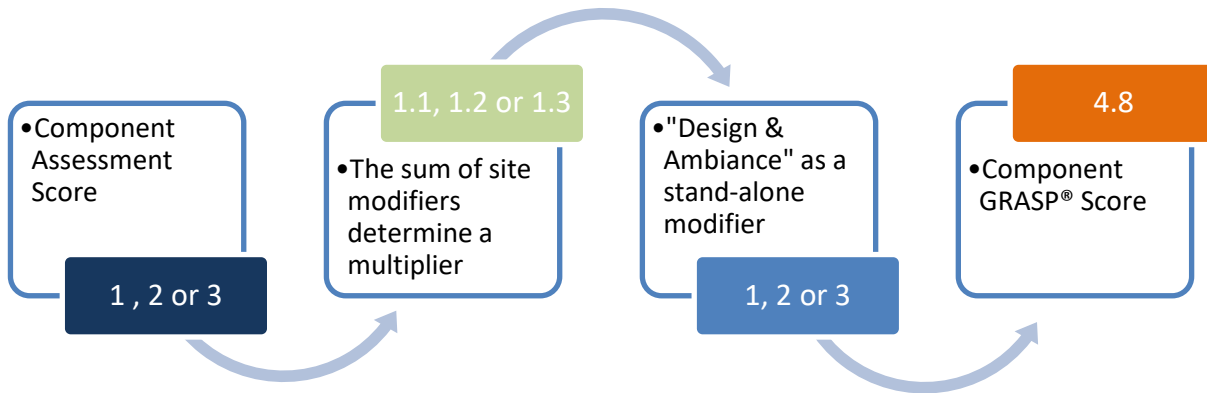 •Component
Assessment
Score
1 , 2 or 3
1.1, 1.2 or 1.3
•The sum of site
modifiers
determine a
multiplier
•"Design &
Ambiance" as a
stand-alone
modifier
1, 2 or 3
4.8
•Component
GRASP® Score